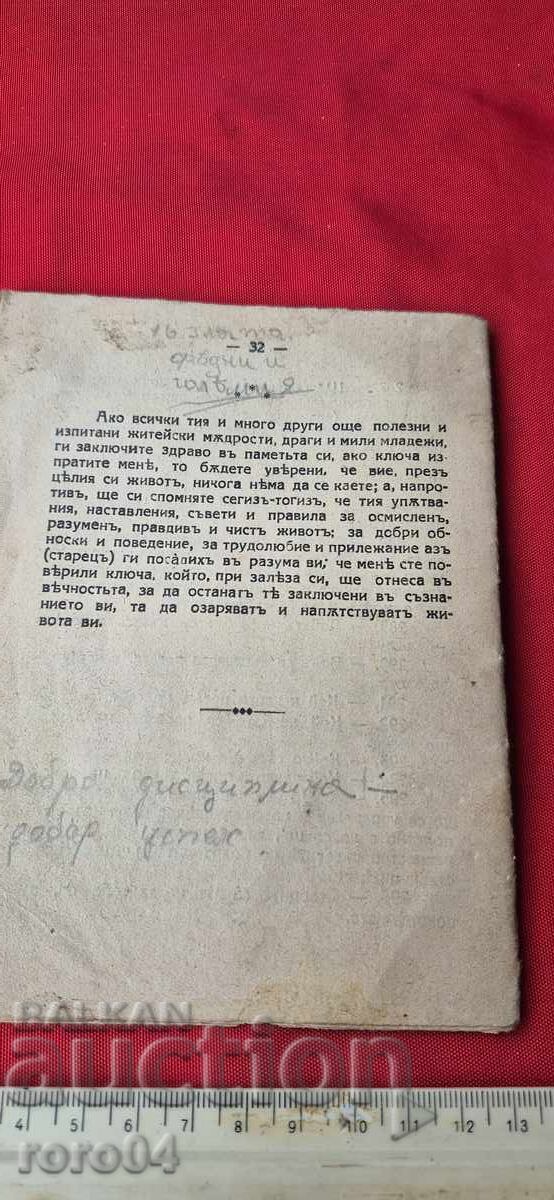 — 32 —
* * *
Ако всички тия и много други още полезни и
изпитани житейски мѫдрости, драги и мили младежи,
ги заключите здраво въ паметьта си, ако ключа из-
пратите менѣ, то бѫдете увѣрени, че вие, презъ
цѣлия си животъ, никога нѣма да се каете; а, напро-
тивъ, ще си спомняте сегизъ-тогизъ, че тия упѫтва-
ния, наставления, съвети и правила за осмисленъ,
разуменъ, правдивъ и чистъ животъ; за добри об-
носки и поведение, за трудолюбие и прилежание азъ
(старецъ) ги посадихъ въ разума ви, че менѣ сте по-
вѣрили ключа, който, при залѣза си, ще отнеса въ
вѣчностьта, за да останатъ тѣ заключени въ съзна-
нието ви, та да озаряватъ и напѫтствуватъ жи-
вота ви.
Добра дисциплина —
добар успех
BALKAN
auction
roro04
4 5 6 7 8 9 10 11 12 13